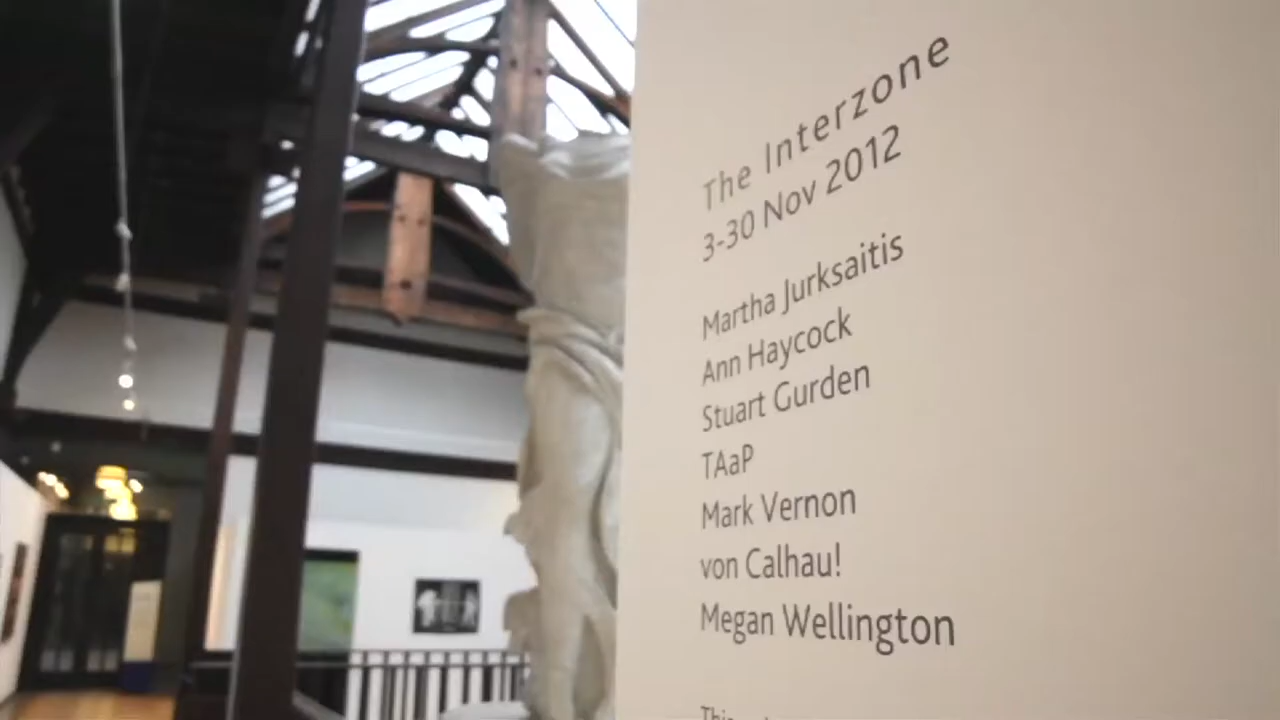 The Interzone
3-30 Nov 2012
Martha Jurksaitis
Ann Haycock
Stuart Gurden
TAaP
Mark Vernon
von Calhau!
Megan Wellington